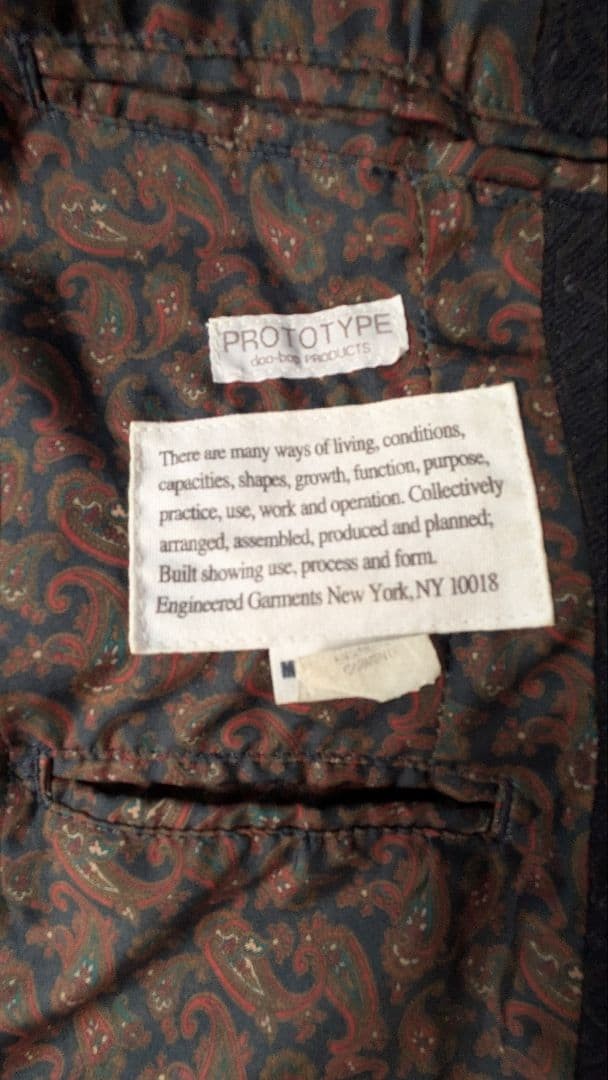 PROTOTYPE
doo-bop PRODUCTS
There are many ways of living, conditions,
capacities, shapes, growth, function, purpose,
practice, use, work and operation. Collectively
arranged, assembled, produced and planned;
Built showing use, process and form.
Engineered Garments New York, NY 10018
M